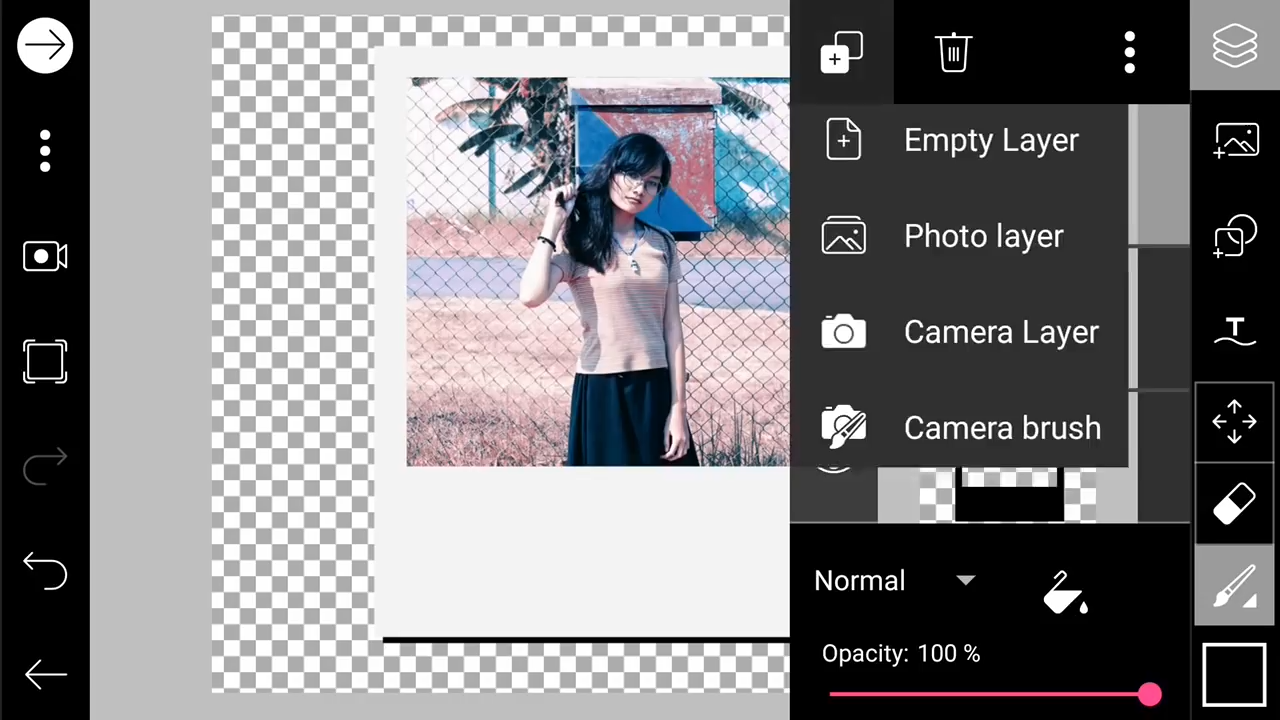 Empty Layer
Photo layer
Camera Layer
Camera brush
Normal
Opacity: 100 %
T